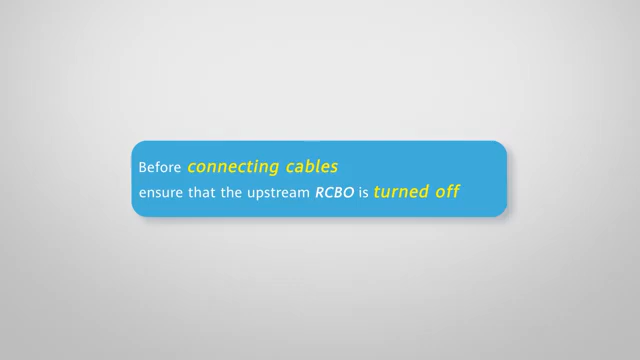 Before connecting cables
ensure that the upstream RCBO is turned off